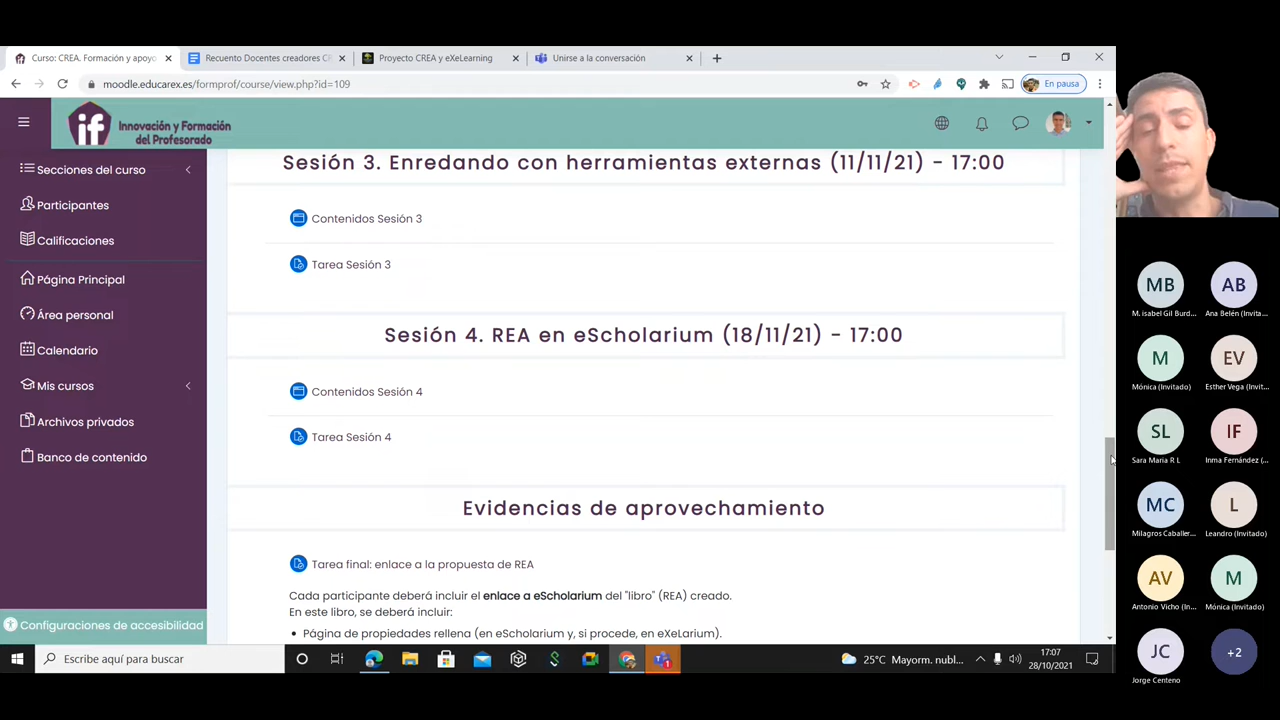 Curso: CREA. Formación y apoyo
Recuento Docentes creadores CR
Proyecto CREA y eXeLearning
Unirse a la conversación
moodle.educarex.es/formprof/course/view.php?id=109
En pausa
if Innovación y Formación
del Profesorado
Secciones del curso
Participantes
Calificaciones
Página Principal
Área personal
Calendario
Mis cursos
Archivos privados
Banco de contenido
Configuraciones de accesibilidad
Sesión 3. Enredando con herramientas externas (11/11/21) - 17:00
Contenidos Sesión 3
Tarea Sesión 3
Sesión 4. REA en eScholarium (18/11/21) - 17:00
Contenidos Sesión 4
Tarea Sesión 4
Evidencias de aprovechamiento
Tarea final: enlace a la propuesta de REA
Cada participante deberá incluir el enlace a eScholarium del "libro" (REA) creado.
En este libro, se deberá incluir:
• Página de propiedades rellena (en eScholarium y, si procede, en eXeLarium).
Escribe aquí para buscar
25°C Mayorm. nubl...
17:07
28/10/2021
MB
M. isabel Gil Burd...
AB
Ana Belén (Invita...
M
Mónica (Invitado)
EV
Esther Vega (Invit...
SL
Sara Maria R L
IF
Inma Fernández (...
MC
Milagros Caballer...
L
Leandro (Invitado)
AV
Antonio Vicho (In...
M
Mónica (Invitado)
JC
Jorge Centeno
+2